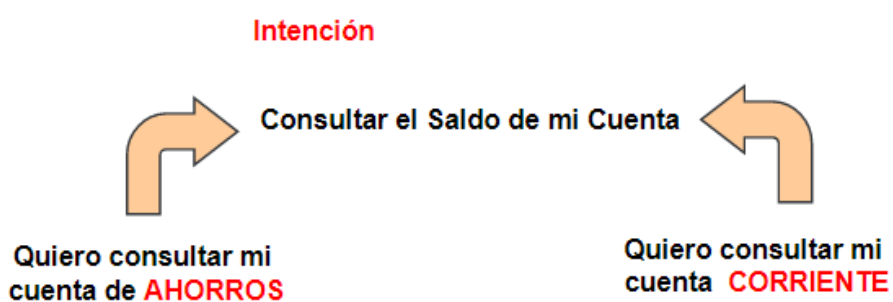 Intención
Consultar el Saldo de mi Cuenta
Quiero consultar mi
cuenta de AHORROS
Quiero consultar mi
cuenta CORRIENTE